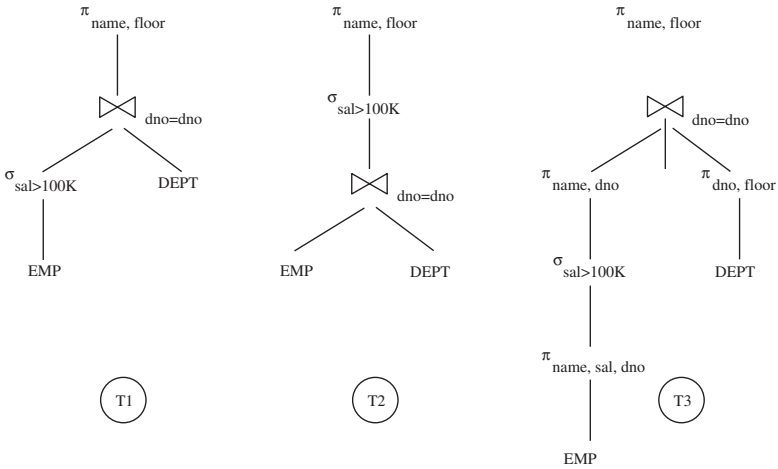 π name, floor
⋈ dno=dno
σ sal>100K
DEPT
EMP
T1
π name, floor
σ sal>100K
⋈ dno=dno
EMP
DEPT
T2
π name, floor
⋈ dno=dno
π name, dno
π dno, floor
σ sal>100K
DEPT
π name, sal, dno
T3
EMP